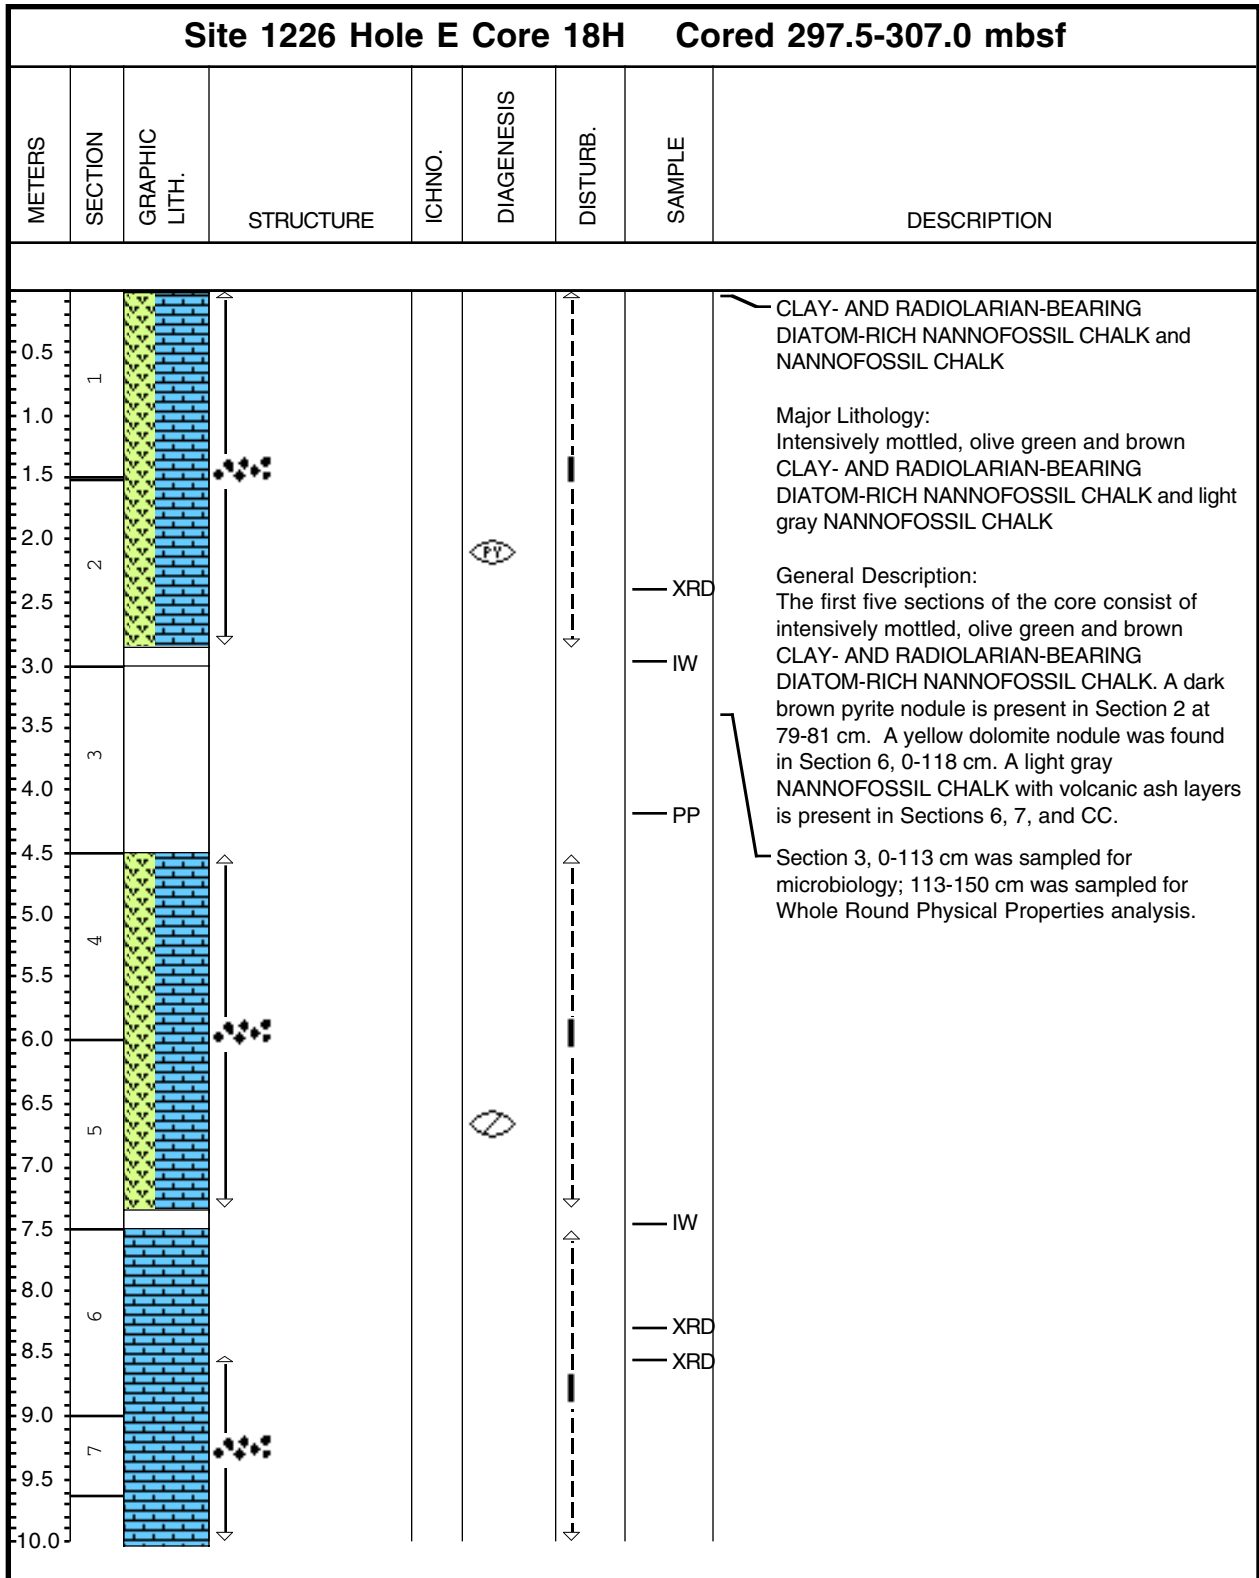 Site 1226 Hole E Core 18H Cored 297.5-307.0 mbsf
METERS
SECTION
GRAPHIC
LITH.
STRUCTURE
ICHNO.
DIAGENESIS
DISTURB.
SAMPLE
DESCRIPTION
0.5
1.0
1.5
2.0
2.5
3.0
3.5
4.0
4.5
5.0
5.5
6.0
6.5
7.0
7.5
8.0
8.5
9.0
9.5
10.0
1
2
3
4
5
6
7
PY
XRD
IW
PP
IW
XRD
XRD
CLAY- AND RADIOLARIAN-BEARING
DIATOM-RICH NANNOFOSSIL CHALK and
NANNOFOSSIL CHALK
Major Lithology:
Intensively mottled, olive green and brown
CLAY- AND RADIOLARIAN-BEARING
DIATOM-RICH NANNOFOSSIL CHALK and light
gray NANNOFOSSIL CHALK
General Description:
The first five sections of the core consist of
intensively mottled, olive green and brown
CLAY- AND RADIOLARIAN-BEARING
DIATOM-RICH NANNOFOSSIL CHALK. A dark
brown pyrite nodule is present in Section 2 at
79-81 cm. A yellow dolomite nodule was found
in Section 6, 0-118 cm. A light gray
NANNOFOSSIL CHALK with volcanic ash layers
is present in Sections 6, 7, and CC.
Section 3, 0-113 cm was sampled for
microbiology; 113-150 cm was sampled for
Whole Round Physical Properties analysis.